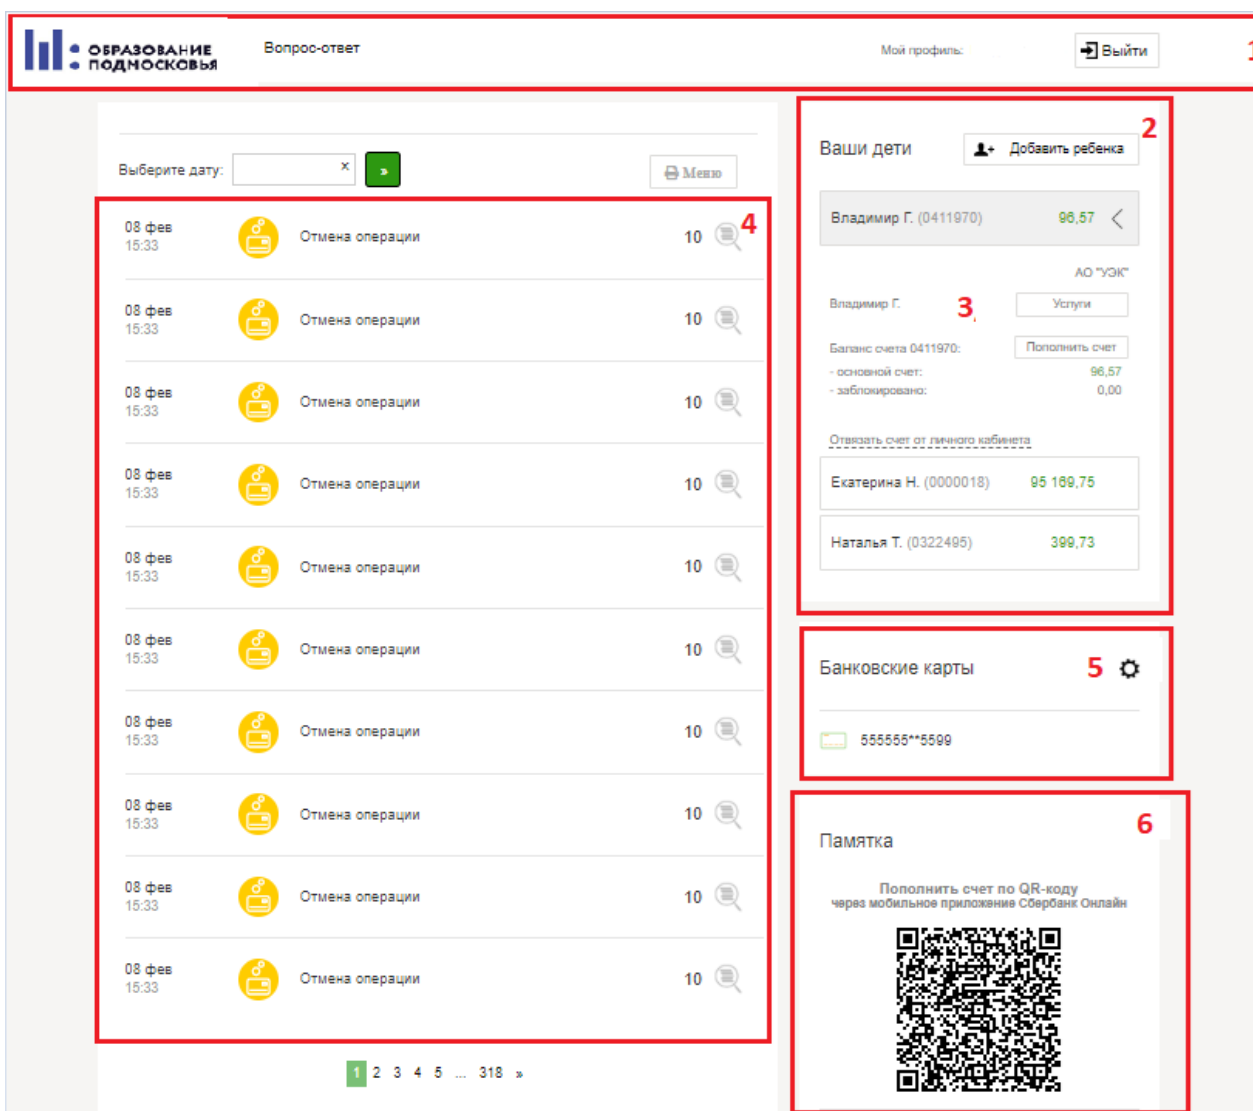 ОБРАЗОВАНИЕ
ПОДМОСКОВЬЯ
Вопрос-ответ
Мой профиль:
Выйти
1
Выберите дату:
×
»
Меню
4
08 фев
15:33
Отмена операции
10
08 фев
15:33
Отмена операции
10
08 фев
15:33
Отмена операции
10
08 фев
15:33
Отмена операции
10
08 фев
15:33
Отмена операции
10
08 фев
15:33
Отмена операции
10
08 фев
15:33
Отмена операции
10
08 фев
15:33
Отмена операции
10
08 фев
15:33
Отмена операции
10
08 фев
15:33
Отмена операции
10
1 2 3 4 5 ... 318 »
2
Ваши дети
Добавить ребенка
Владимир Г. (0411970) 96,57
АО "УЭК"
Владимир Г.
3
Услуги
Баланс счета 0411970:
Пополнить счет
- основной счет: 96,57
- заблокировано: 0,00
Отвязать счет от личного кабинета
Екатерина Н. (0000018) 95 169,75
Наталья Т. (0322495) 399,73
Банковские карты
5
555555**5599
6
Памятка
Пополнить счет по QR-коду
через мобильное приложение Сбербанк Онлайн